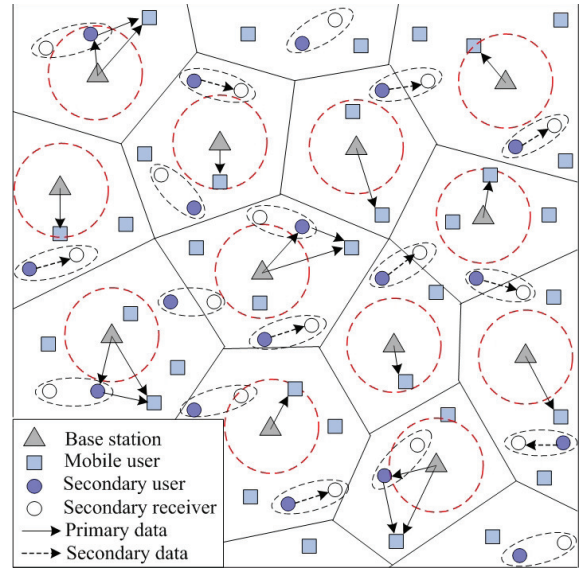 Base station
Mobile user
Secondary user
Secondary receiver
Primary data
Secondary data